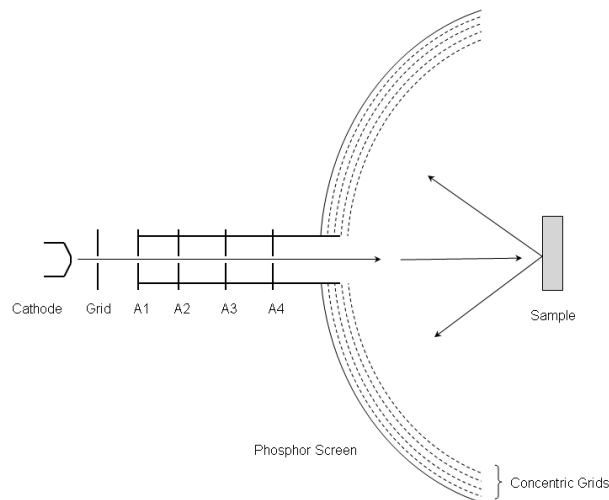 Cathode
Grid
A1
A2
A3
A4
Sample
Phosphor Screen
Concentric Grids